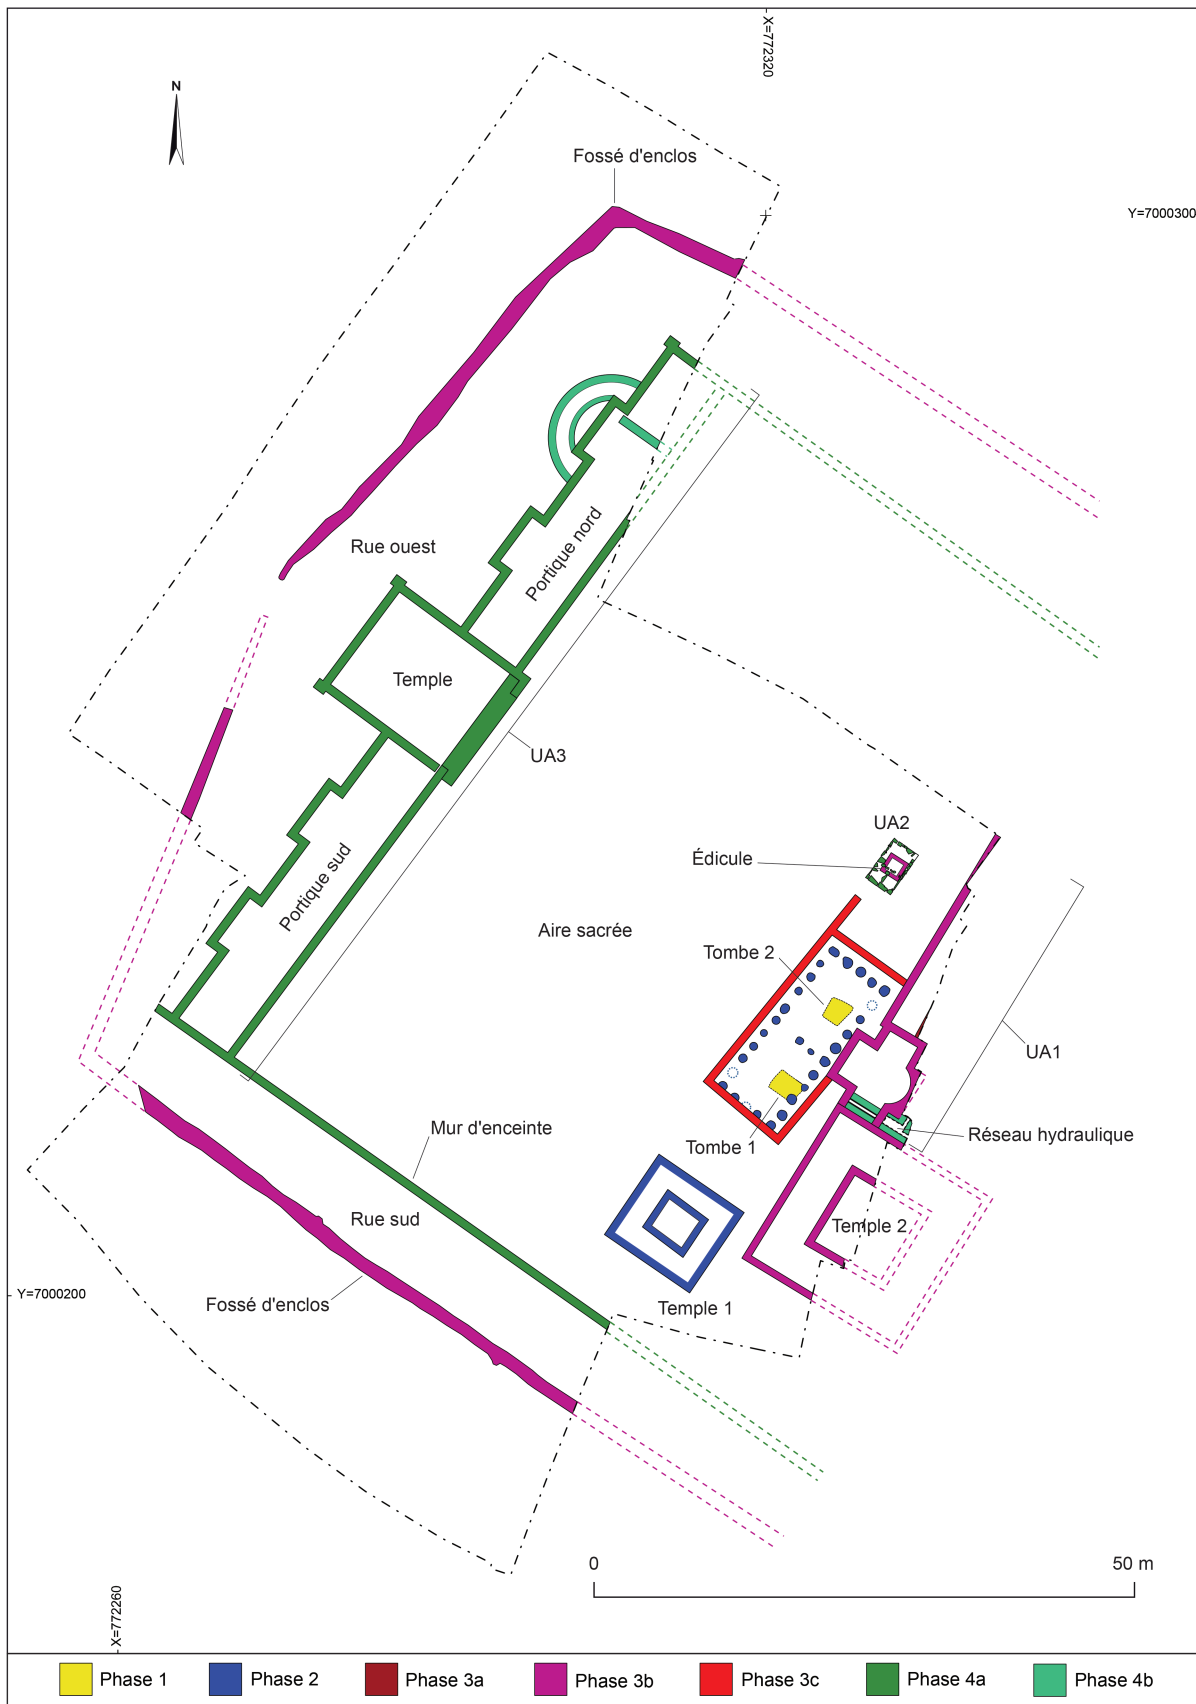 X=772320
N
Fossé d'enclos
Y=7000300
Rue ouest
Portique nord
Temple
UA3
UA2
Édicule
Portique sud
Aire sacrée
Tombe 2
UA1
Mur d'enceinte
Tombe 1
Réseau hydraulique
Rue sud
Temple 2
Y=7000200
Fossé d'enclos
Temple 1
0 50 m
X=772260
Phase 1 Phase 2 Phase 3a Phase 3b Phase 3c Phase 4a Phase 4b